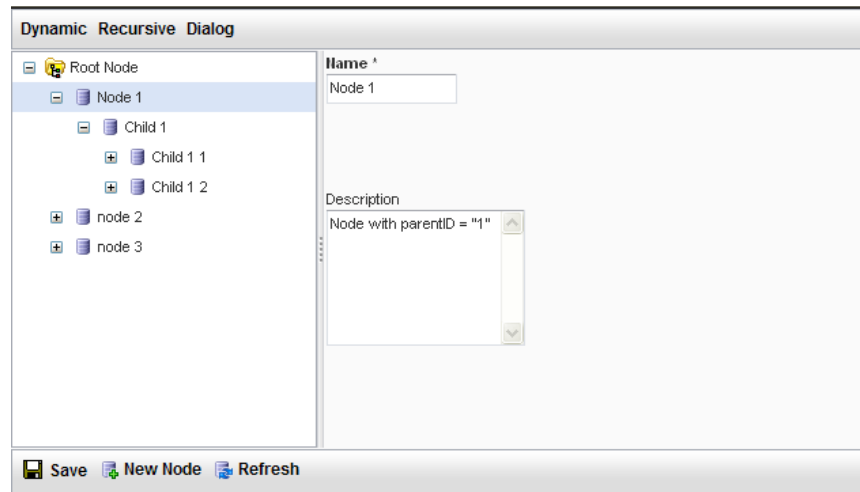 Dynamic Recursive Dialog
Root Node
Node 1
Child 1
Child 1 1
Child 1 2
node 2
node 3
Name *
Node 1
Description
Node with parentID = "1"
Save New Node Refresh